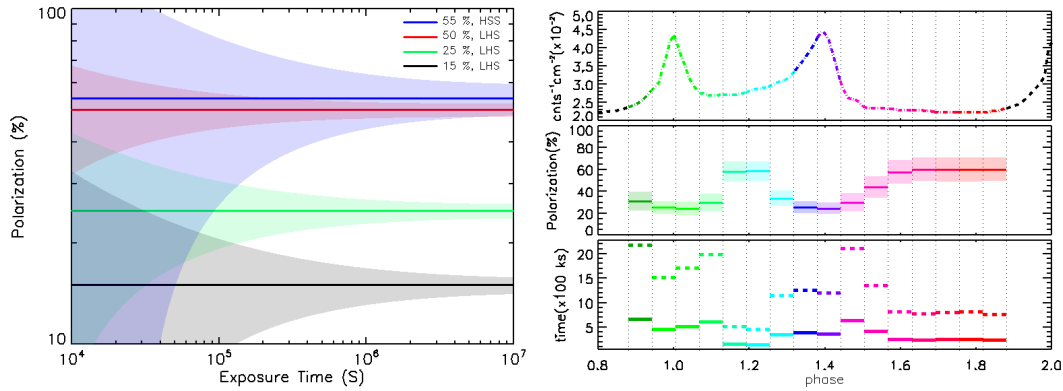 100
55 %, HSS
50 %, LHS
25 %, LHS
15 %, LHS
Polarization (%)
10
10⁴ 10⁵ 10⁶ 10⁷
Exposure Time (S)
cnts⁻¹cm⁻²(x10⁻²)
5.0
4.5
3.7
3.0
2.5
2.0
Polarization(%)
100
80
60
40
20
0
time(x100 ks)
20
15
10
5
0.8 1.0 1.2 1.4 1.6 1.8 2.0
phase